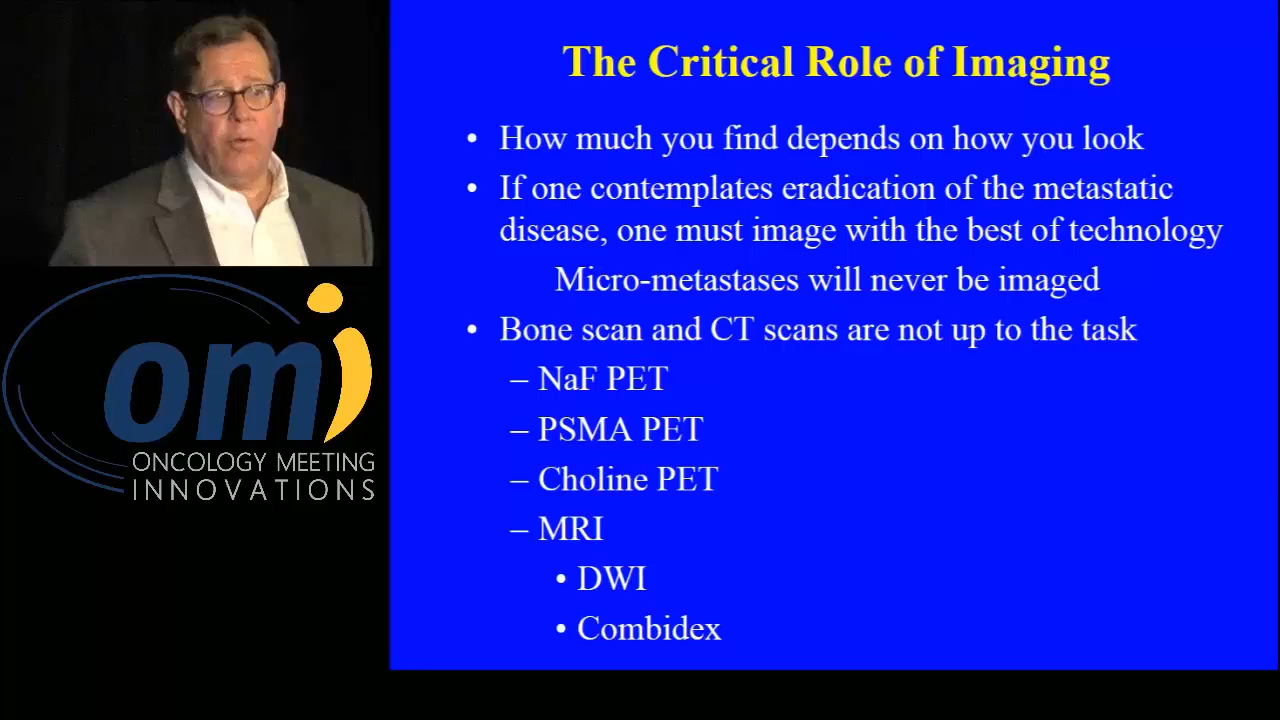 The Critical Role of Imaging
• How much you find depends on how you look
• If one contemplates eradication of the metastatic
disease, one must image with the best of technology
Micro-metastases will never be imaged
• Bone scan and CT scans are not up to the task
– NaF PET
– PSMA PET
– Choline PET
– MRI
• DWI
• Combidex
omi
ONCOLOGY MEETING
INNOVATIONS